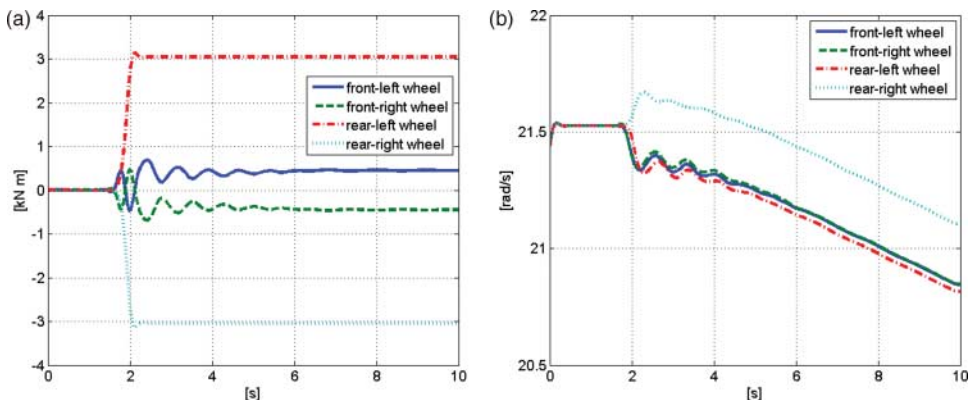 (a)
[kN m]
4
3
2
1
0
-1
-2
-3
-4
0
2
4
6
8
10
[s]
front-left wheel
front-right wheel
rear-left wheel
rear-right wheel
(b)
[rad/s]
22
21.5
21
20.5
0
2
4
6
8
10
[s]
front-left wheel
front-right wheel
rear-left wheel
rear-right wheel